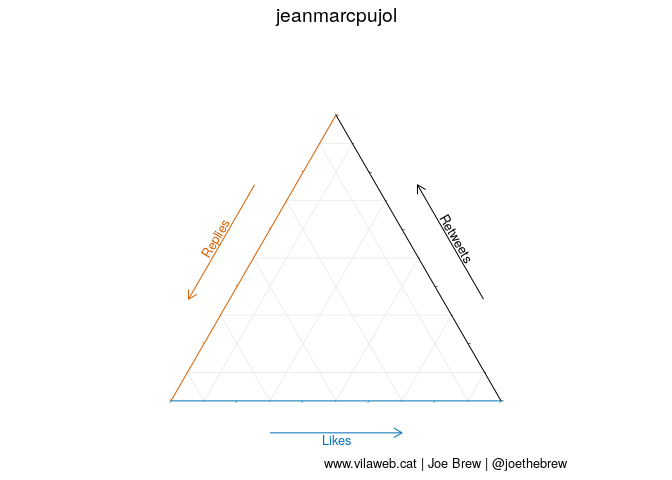 jeanmarcpujol
Replies
Retweets
Likes
www.vilaweb.cat | Joe Brew | @joethebrew